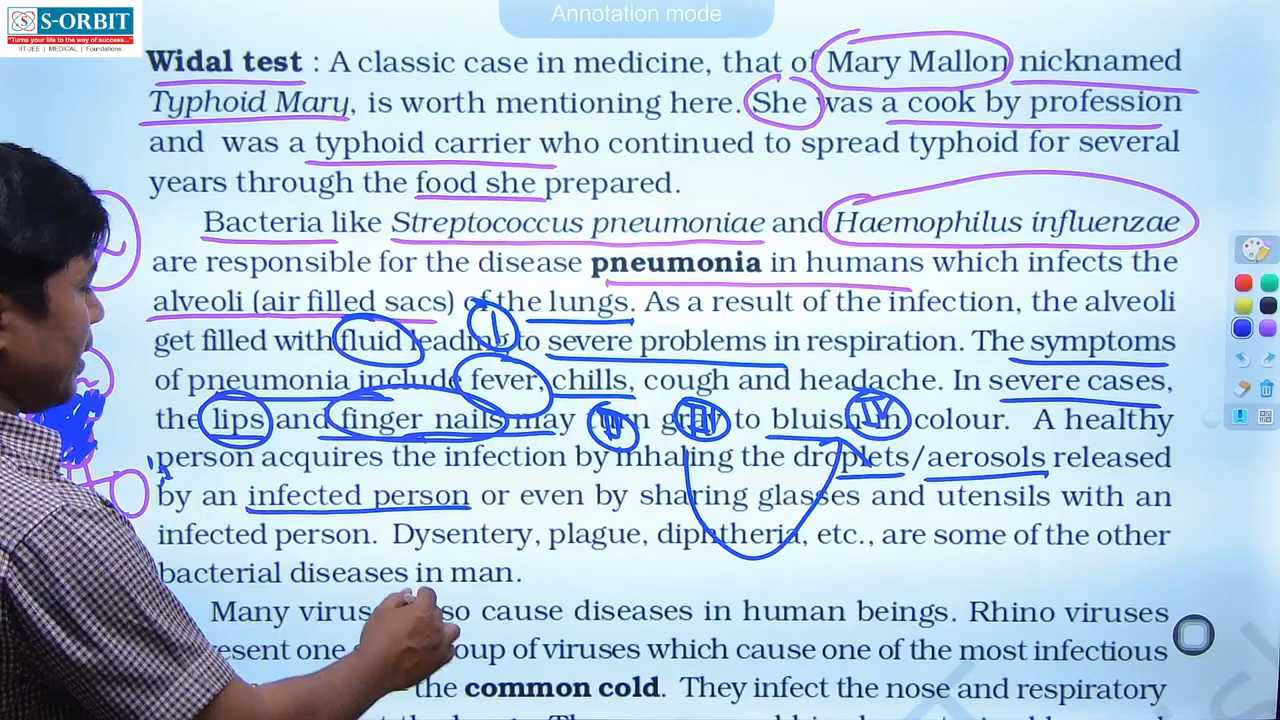 Annotation mode
S-ORBIT
"Turns your life to the way of success..."
IIT-JEE | MEDICAL | Foundations
Widal test : A classic case in medicine, that of Mary Mallon nicknamed
Typhoid Mary, is worth mentioning here. She was a cook by profession
and was a typhoid carrier who continued to spread typhoid for several
years through the food she prepared.
Bacteria like Streptococcus pneumoniae and Haemophilus influenzae
are responsible for the disease pneumonia in humans which infects the
alveoli (air filled sacs) of the lungs. As a result of the infection, the alveoli
get filled with fluid leading to severe problems in respiration. The symptoms
of pneumonia include fever, chills, cough and headache. In severe cases,
the lips and finger nails may turn gray to bluish in colour. A healthy
person acquires the infection by inhaling the droplets/aerosols released
by an infected person or even by sharing glasses and utensils with an
infected person. Dysentery, plague, diphtheria, etc., are some of the other
bacterial diseases in man.
Many cause diseases in human beings. Rhino viruses
one of viruses which cause one of the most infectious
the common cold. They infect the nose and respiratory
I
II
III
IV